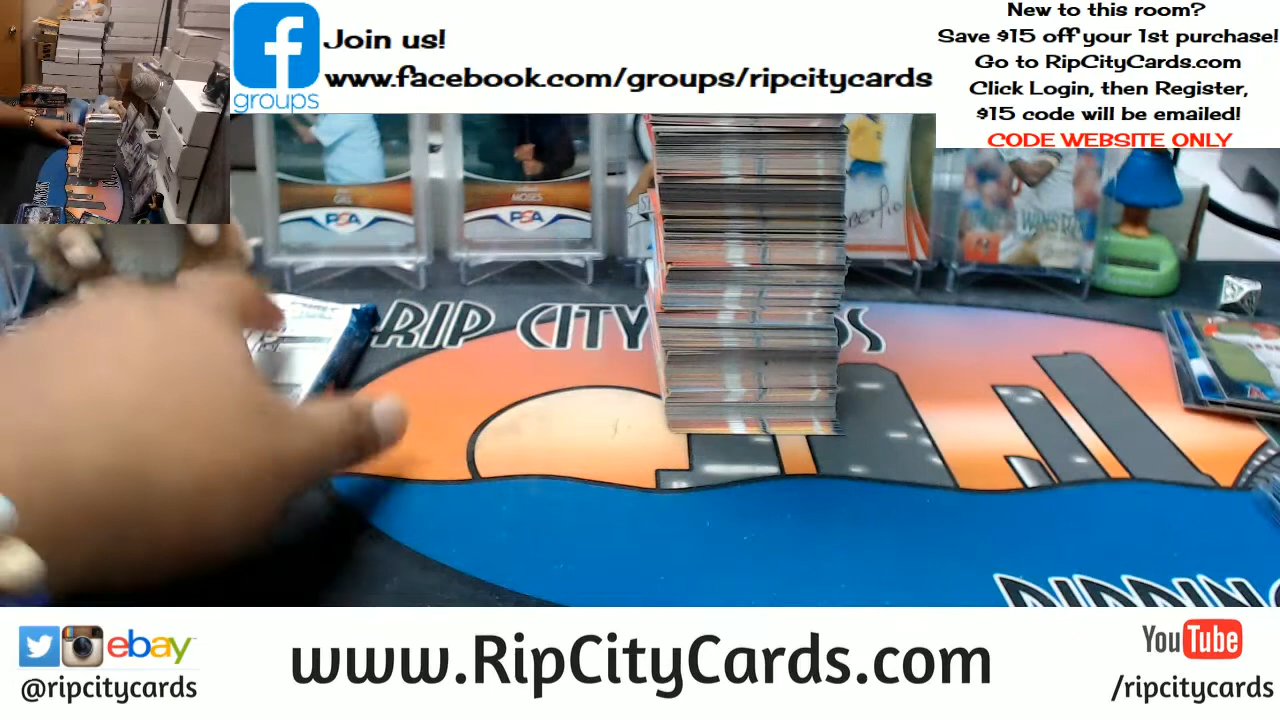 groups
Join us!
www.facebook.com/groups/ripcitycards
New to this room?
Save $15 off your 1st purchase!
Go to RipCityCards.com
Click Login, then Register,
$15 code will be emailed!
CODE WEBSITE ONLY
PSA
MOSES
PSA
RIP CITY
ebay
@ripcitycards
www.RipCityCards.com
YouTube
/ripcitycards